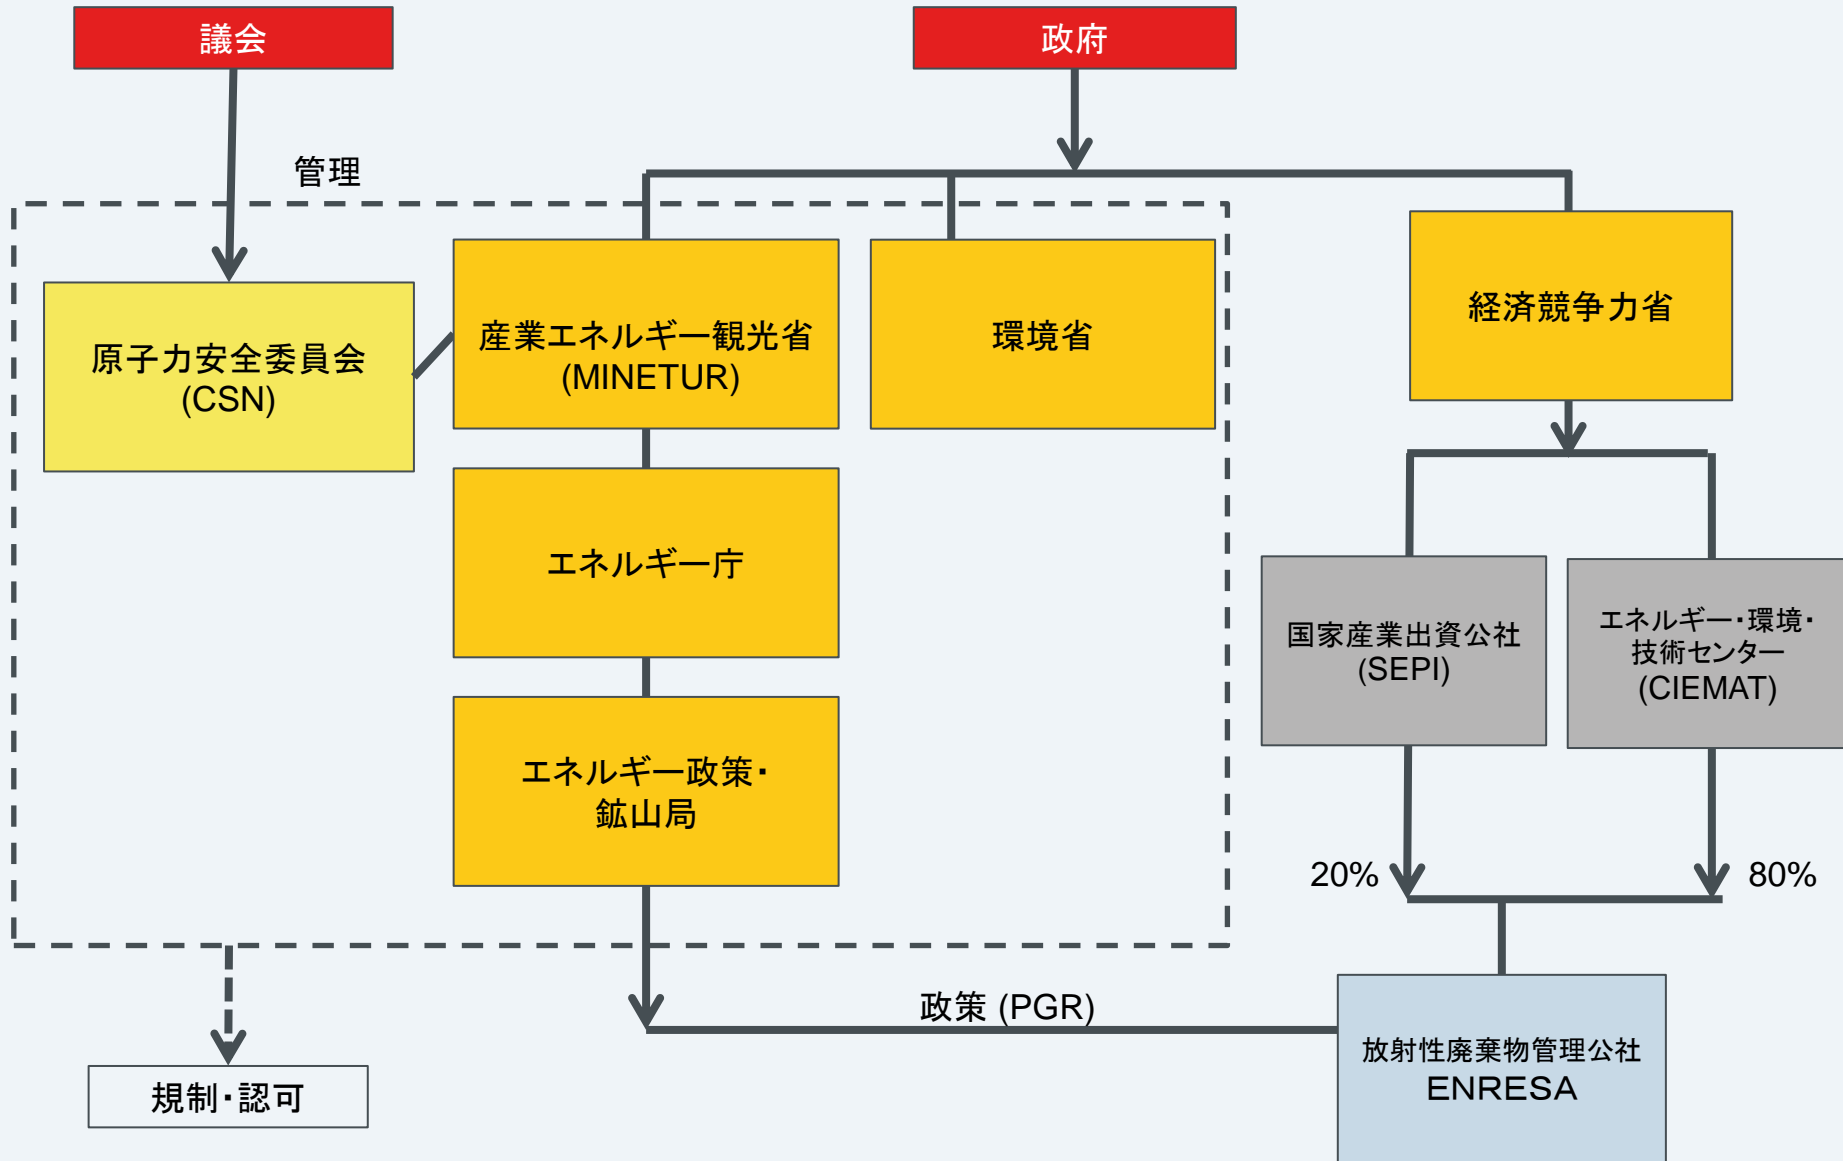 議会
政府
管理
原子力安全委員会
(CSN)
産業エネルギー観光省
(MINETUR)
環境省
経済競争力省
エネルギー庁
国家産業出資公社
(SEPI)
エネルギー・環境・
技術センター
(CIEMAT)
エネルギー政策・
鉱山局
20%
80%
政策 (PGR)
放射性廃棄物管理公社
ENRESA
規制・認可